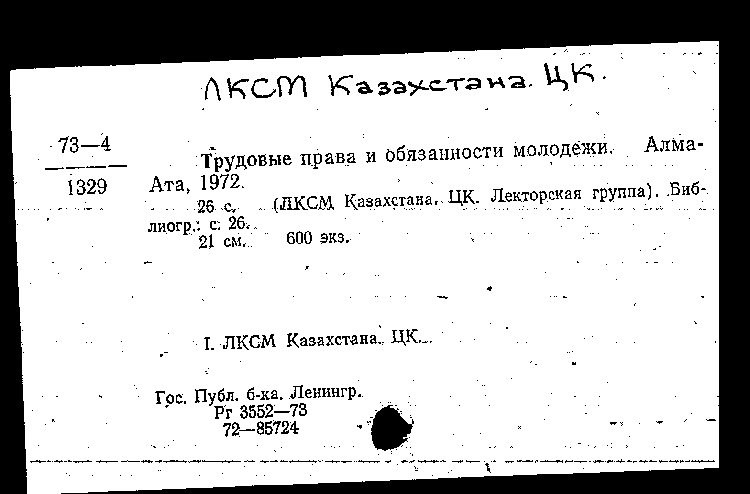 ЛКСМ Казахстана. ЦК.
73—4
1329
Трудовые права и обязанности молодежи. Алма-
Ата, 1972.
26 с. (ЛКСМ Казахстана. ЦК. Лекторская группа). Биб-
лиогр.: с. 26.
21 см. 600 экз.
I. ЛКСМ Казахстана. ЦК.
Гос. Публ. б-ка. Ленингр.
Рг 3552—73
72—85724